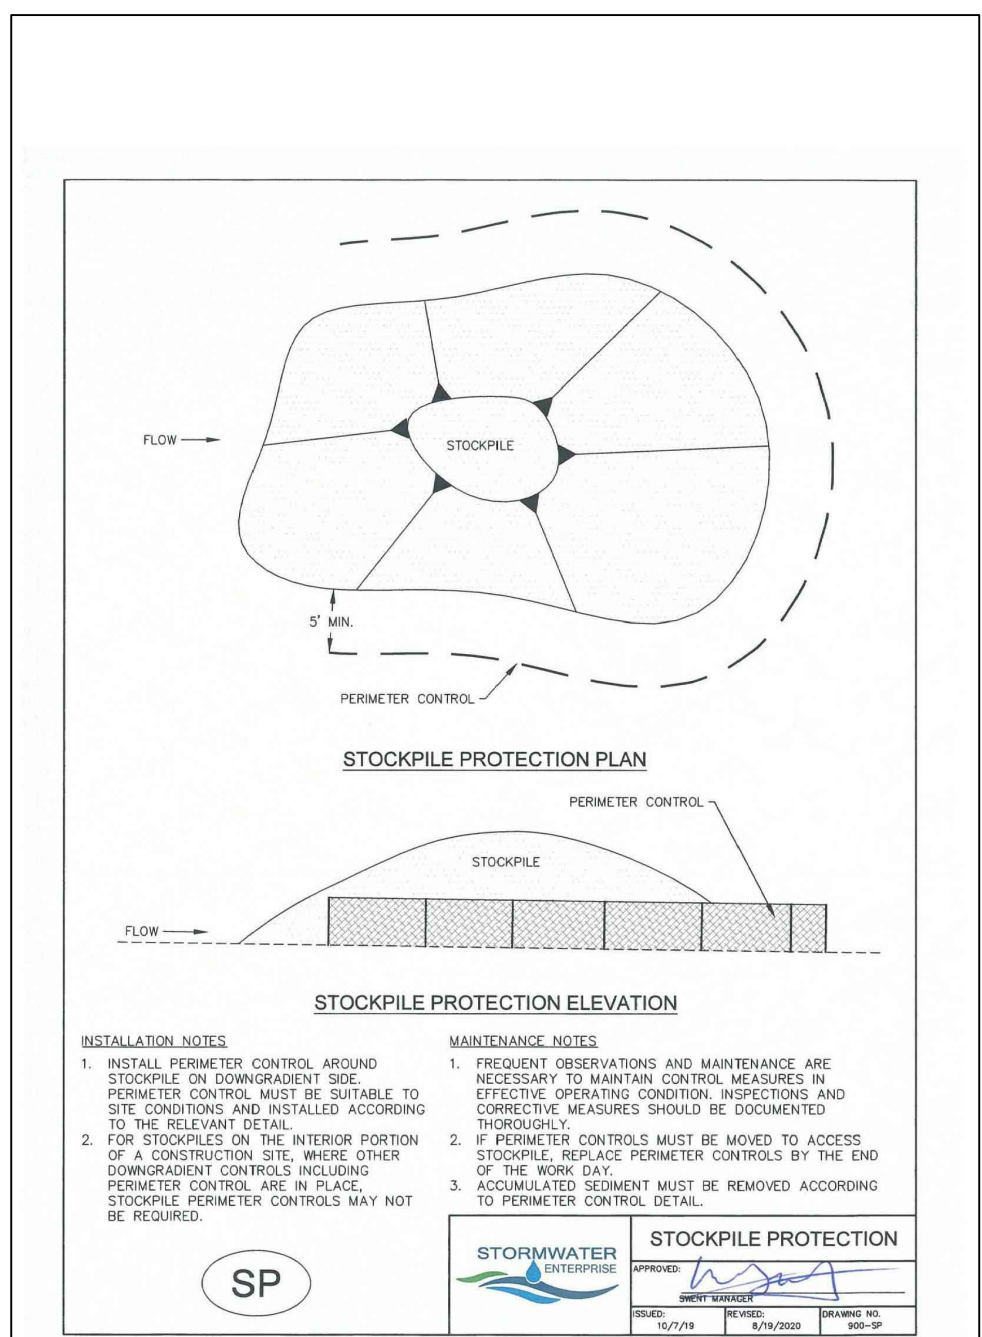 FLOW
STOCKPILE
5' MIN.
PERIMETER CONTROL
STOCKPILE PROTECTION PLAN
PERIMETER CONTROL
STOCKPILE
FLOW
STOCKPILE PROTECTION ELEVATION
INSTALLATION NOTES
1. INSTALL PERIMETER CONTROL AROUND
STOCKPILE ON DOWNGRADIENT SIDE.
PERIMETER CONTROL MUST BE SUITABLE TO
SITE CONDITIONS AND INSTALLED ACCORDING
TO THE RELEVANT DETAIL.
2. FOR STOCKPILES ON THE INTERIOR PORTION
OF A CONSTRUCTION SITE, WHERE OTHER
DOWNGRADIENT CONTROLS INCLUDING
PERIMETER CONTROL ARE IN PLACE,
STOCKPILE PERIMETER CONTROLS MAY NOT
BE REQUIRED.
MAINTENANCE NOTES
1. FREQUENT OBSERVATIONS AND MAINTENANCE ARE
NECESSARY TO MAINTAIN CONTROL MEASURES IN
EFFECTIVE OPERATING CONDITION. INSPECTIONS AND
CORRECTIVE MEASURES SHOULD BE DOCUMENTED
THOROUGHLY.
2. IF PERIMETER CONTROLS MUST BE MOVED TO ACCESS
STOCKPILE, REPLACE PERIMETER CONTROLS BY THE END
OF THE WORK DAY.
3. ACCUMULATED SEDIMENT MUST BE REMOVED ACCORDING
TO PERIMETER CONTROL DETAIL.
SP
STORMWATER
ENTERPRISE
STOCKPILE PROTECTION
APPROVED:
SWENT MANAGER
ISSUED:
10/7/19
REVISED:
8/19/2020
DRAWING NO.
900-SP